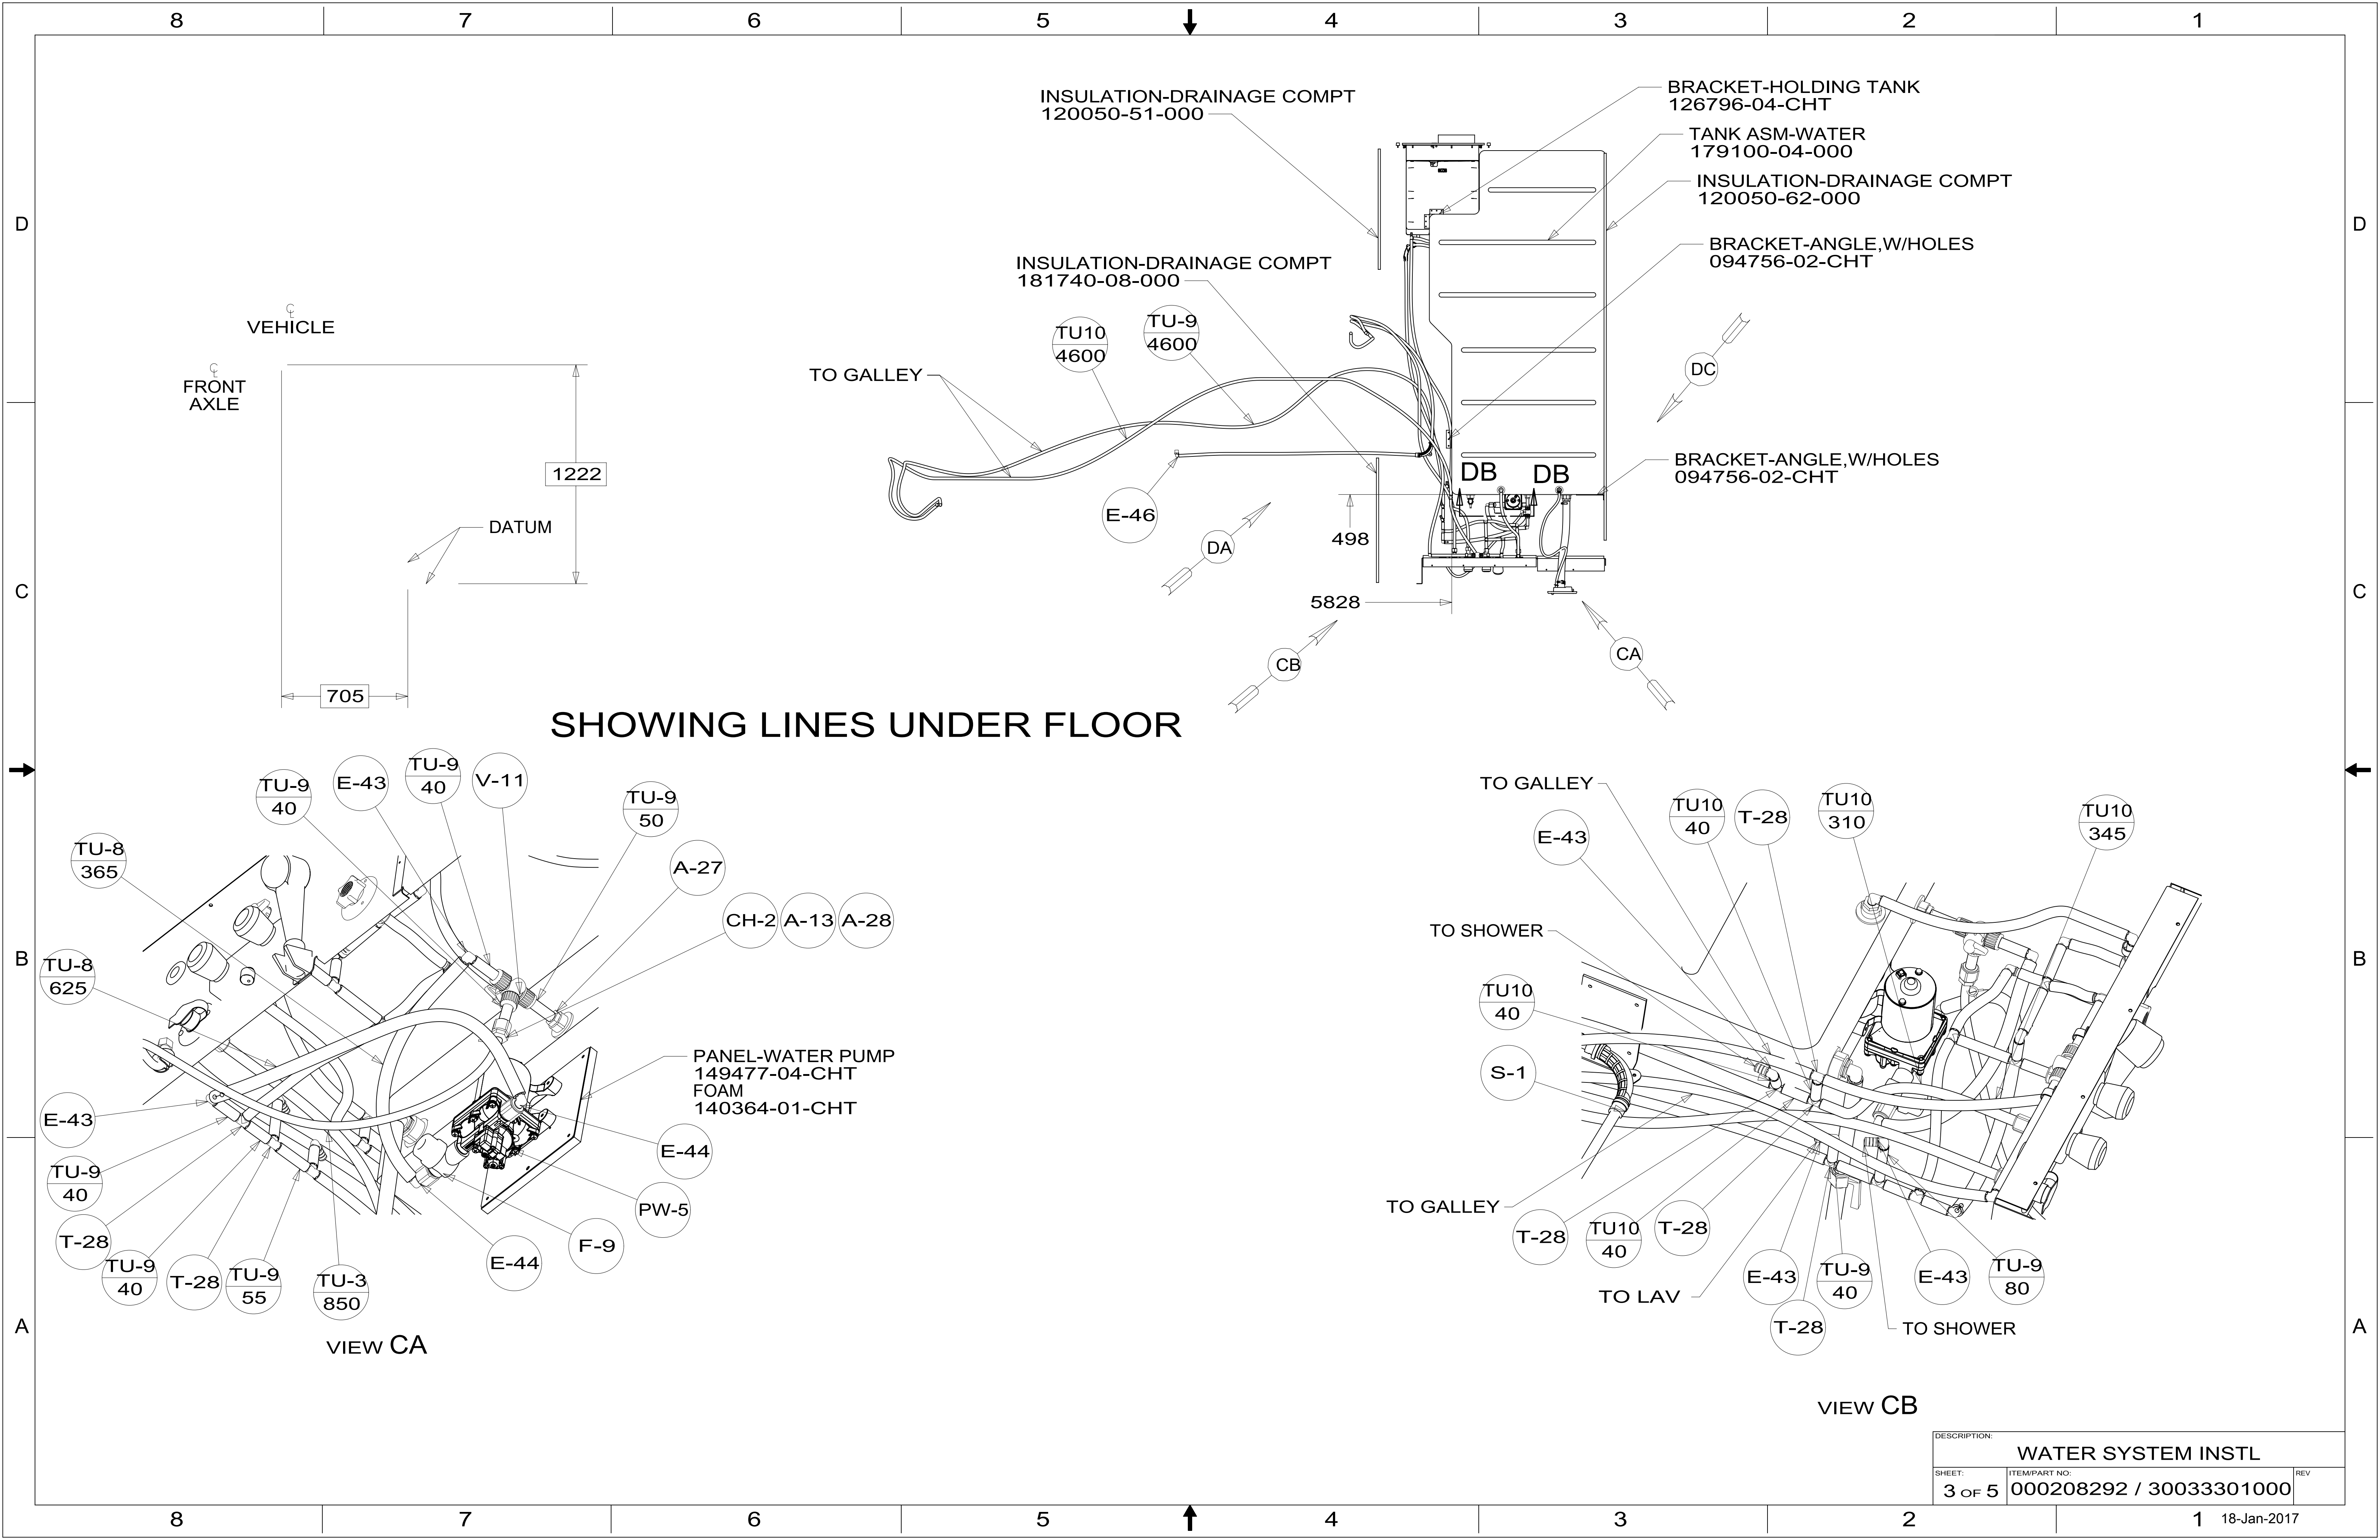 8 7 6 5 4 3 2 1
INSULATION-DRAINAGE COMPT
120050-51-000
BRACKET-HOLDING TANK
126796-04-CHT
TANK ASM-WATER
179100-04-000
INSULATION-DRAINAGE COMPT
120050-62-000
D
D
BRACKET-ANGLE,W/HOLES
094756-02-CHT
INSULATION-DRAINAGE COMPT
181740-08-000
TU10
4600
TU-9
4600
TO GALLEY
DC
℄
VEHICLE
℄
FRONT
AXLE
1222
DATUM
705
BRACKET-ANGLE,W/HOLES
094756-02-CHT
DB DB
E-46
DA
498
5828
C
C
CB
CA
SHOWING LINES UNDER FLOOR
TU-9
40
E-43
TU-9
40
V-11
TU-9
50
TU-8
365
A-27
CH-2 A-13 A-28
B
TU-8
625
PANEL-WATER PUMP
149477-04-CHT
FOAM
140364-01-CHT
E-43
E-44
TU-9
40
PW-5
T-28
F-9
TU-9
40
T-28
TU-9
55
TU-3
850
E-44
A
VIEW CA
TO GALLEY
TU10
40
T-28
TU10
310
TU10
345
E-43
TO SHOWER
B
TU10
40
S-1
TO GALLEY
T-28
TU10
40
T-28
E-43
TU-9
40
E-43
TU-9
80
TO LAV
T-28
TO SHOWER
A
VIEW CB
DESCRIPTION:
WATER SYSTEM INSTL
SHEET:
3 OF 5
ITEM/PART NO:
000208292 / 30033301000
REV
8 7 6 5 4 3 2 1
18-Jan-2017